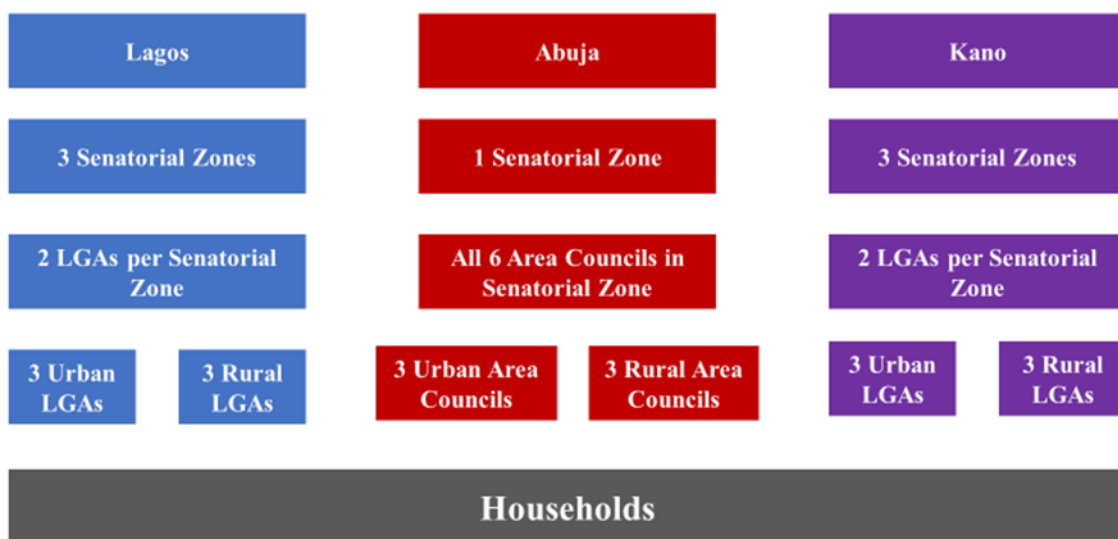 Lagos
Abuja
Kano
3 Senatorial Zones
1 Senatorial Zone
3 Senatorial Zones
2 LGAs per Senatorial
Zone
All 6 Area Councils in
Senatorial Zone
2 LGAs per Senatorial
Zone
3 Urban
LGAs
3 Rural
LGAs
3 Urban Area
Councils
3 Rural Area
Councils
3 Urban
LGAs
3 Rural
LGAs
Households